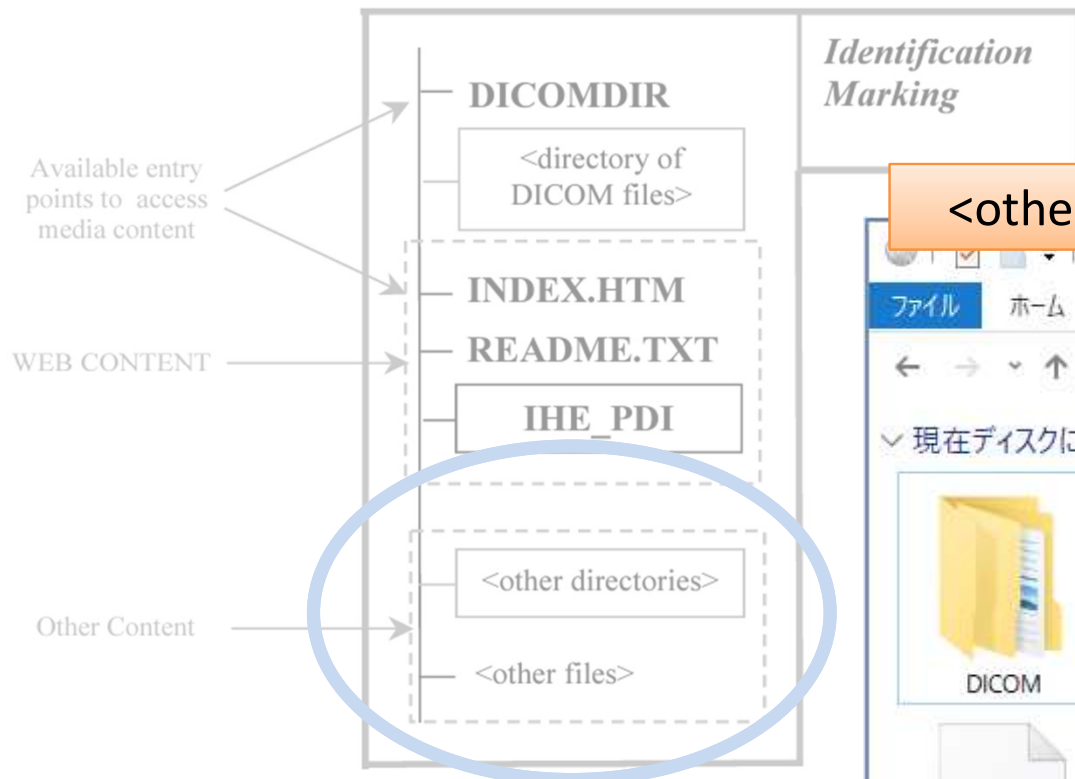 Identification
Marking
DICOMDIR
<directory of
DICOM files>
Available entry
points to access
media content
INDEX.HTM
README.TXT
WEB CONTENT
IHE_PDI
<other directories>
Other Content
<other files>
<othe
ファイル ホーム
現在ディスクに
DICOM